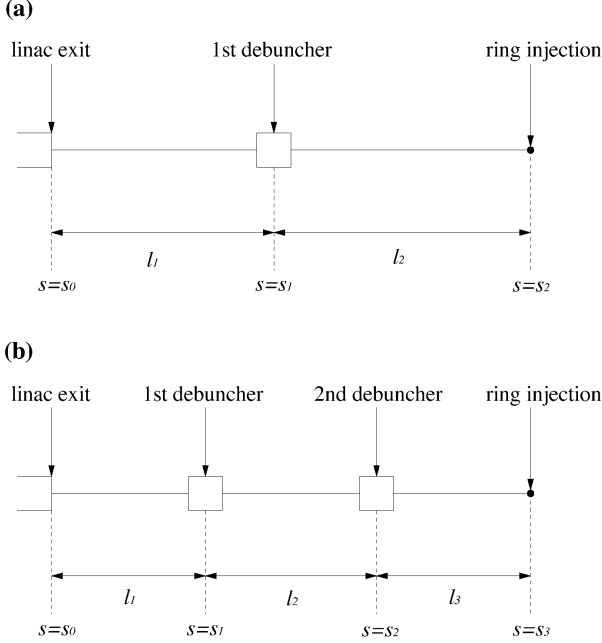 (a)
linac exit 1st debuncher ring injection
l1 l2
s=s0 s=s1 s=s2
(b)
linac exit 1st debuncher 2nd debuncher ring injection
l1 l2 l3
s=s0 s=s1 s=s2 s=s3